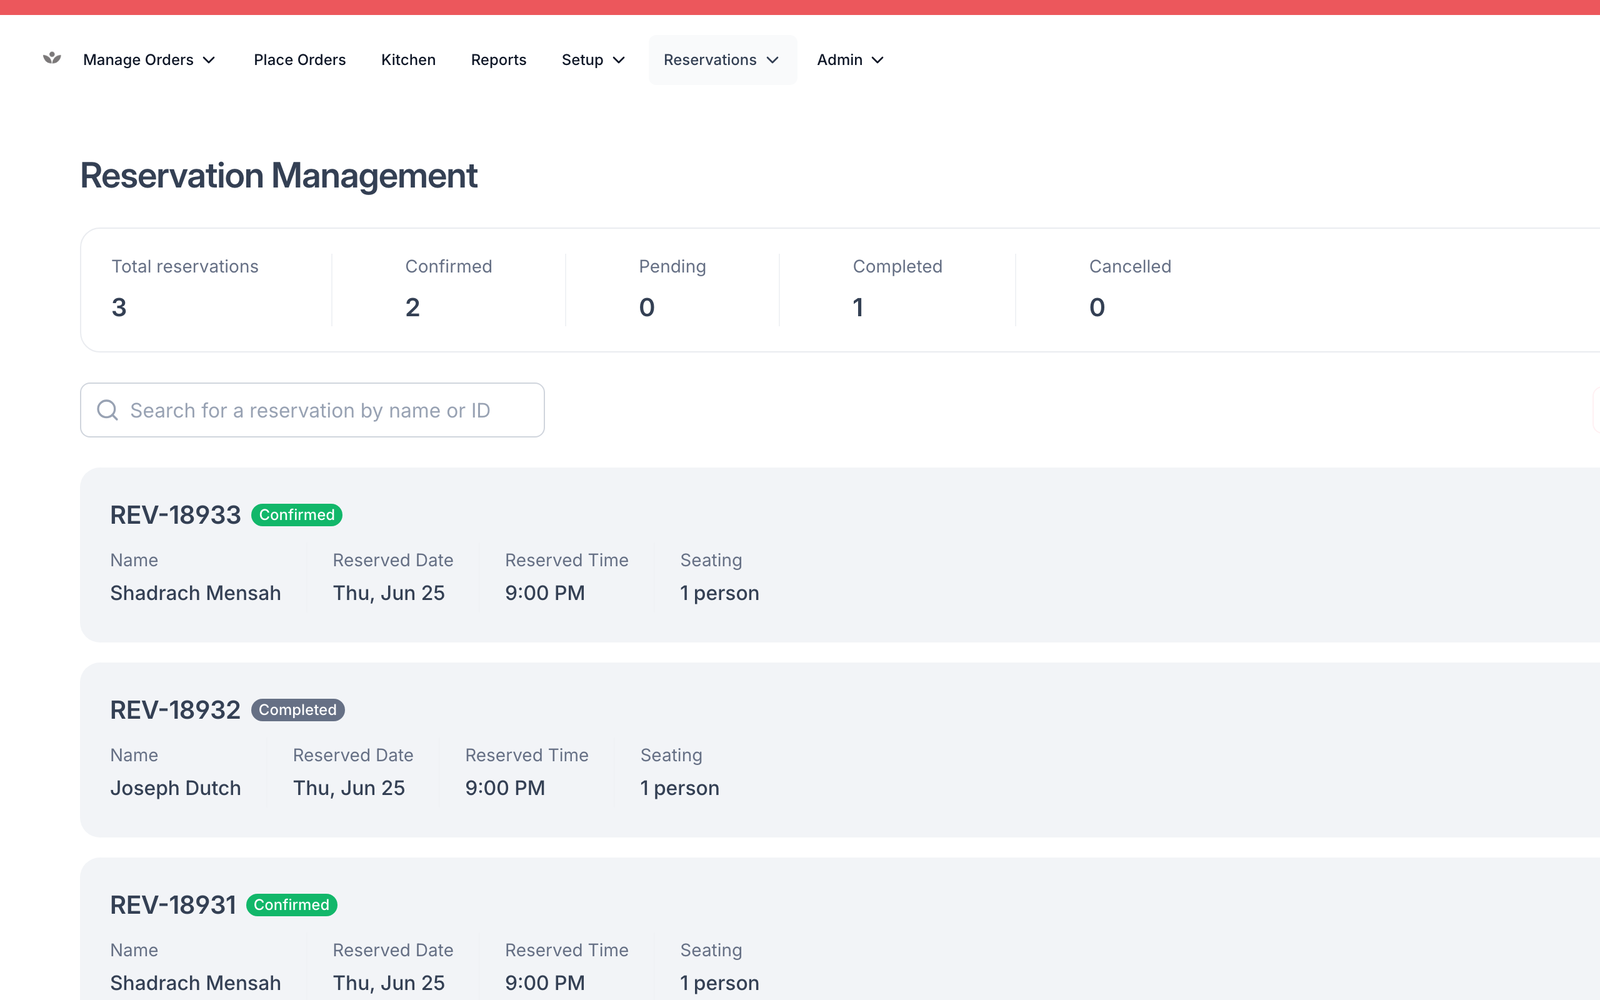 Manage Orders Place Orders Kitchen Reports Setup Reservations Admin
Reservation Management
Total reservations Confirmed Pending Completed Cancelled
3 2 0 1 0
Search for a reservation by name or ID
REV-18933 Confirmed
Name Reserved Date Reserved Time Seating
Shadrach Mensah Thu, Jun 25 9:00 PM 1 person
REV-18932 Completed
Name Reserved Date Reserved Time Seating
Joseph Dutch Thu, Jun 25 9:00 PM 1 person
REV-18931 Confirmed
Name Reserved Date Reserved Time Seating
Shadrach Mensah Thu, Jun 25 9:00 PM 1 person